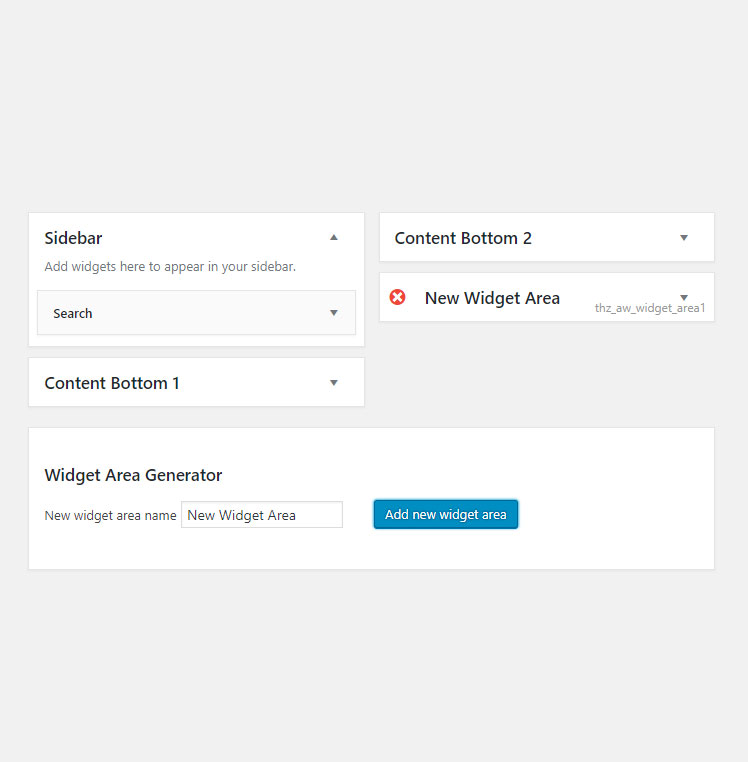 Sidebar
Add widgets here to appear in your sidebar.
Search
Content Bottom 1
Content Bottom 2
New Widget Area
thz_aw_widget_area1
Widget Area Generator
New widget area name New Widget Area Add new widget area